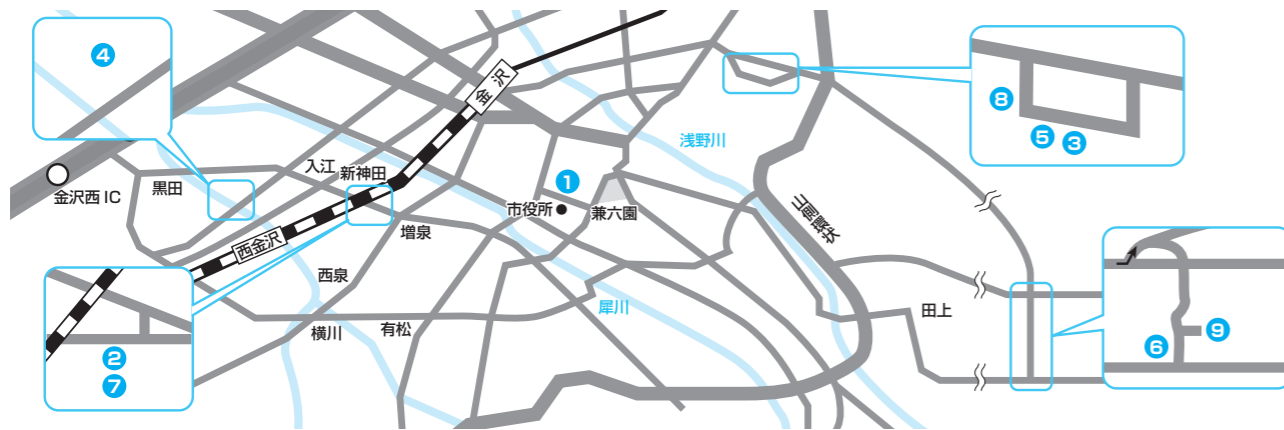 4
金沢
8
5
3
浅野川
入江
新神田
金沢西IC
黒田
1
市役所
兼六園
山側環状
増泉
西金沢
西泉
犀川
田上
横川
有松
2
7
6
9